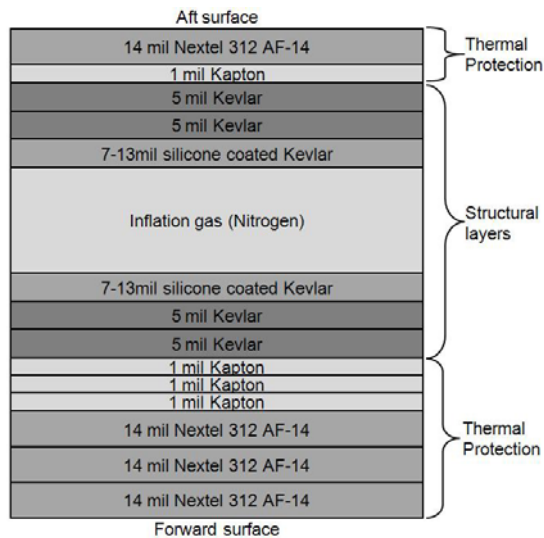 Aft surface
14 mil Nextel 312 AF-14
1 mil Kapton
Thermal
Protection
5 mil Kevlar
5 mil Kevlar
7-13mil silicone coated Kevlar
Inflation gas (Nitrogen)
Structural
layers
7-13mil silicone coated Kevlar
5 mil Kevlar
5 mil Kevlar
1 mil Kapton
1 mil Kapton
1 mil Kapton
14 mil Nextel 312 AF-14
14 mil Nextel 312 AF-14
14 mil Nextel 312 AF-14
Thermal
Protection
Forward surface